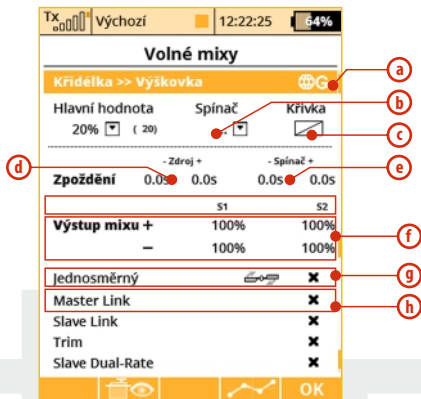 Tx Výchozí 12:22:25 64%
Volné mixy
Křidélka >> Výškovka G
a
Hlavní hodnota Spínač Křivka
b
20% ( 20) ..
c
- Zdroj + - Spínač +
d
e
Zpoždění 0.0s 0.0s 0.0s 0.0s
S1 S2
Výstup mixu + 100% 100%
f
− 100% 100%
Jednosměrný ✖
g
Master Link ✖
h
Slave Link ✖
Trim ✖
Slave Dual-Rate ✖
OK